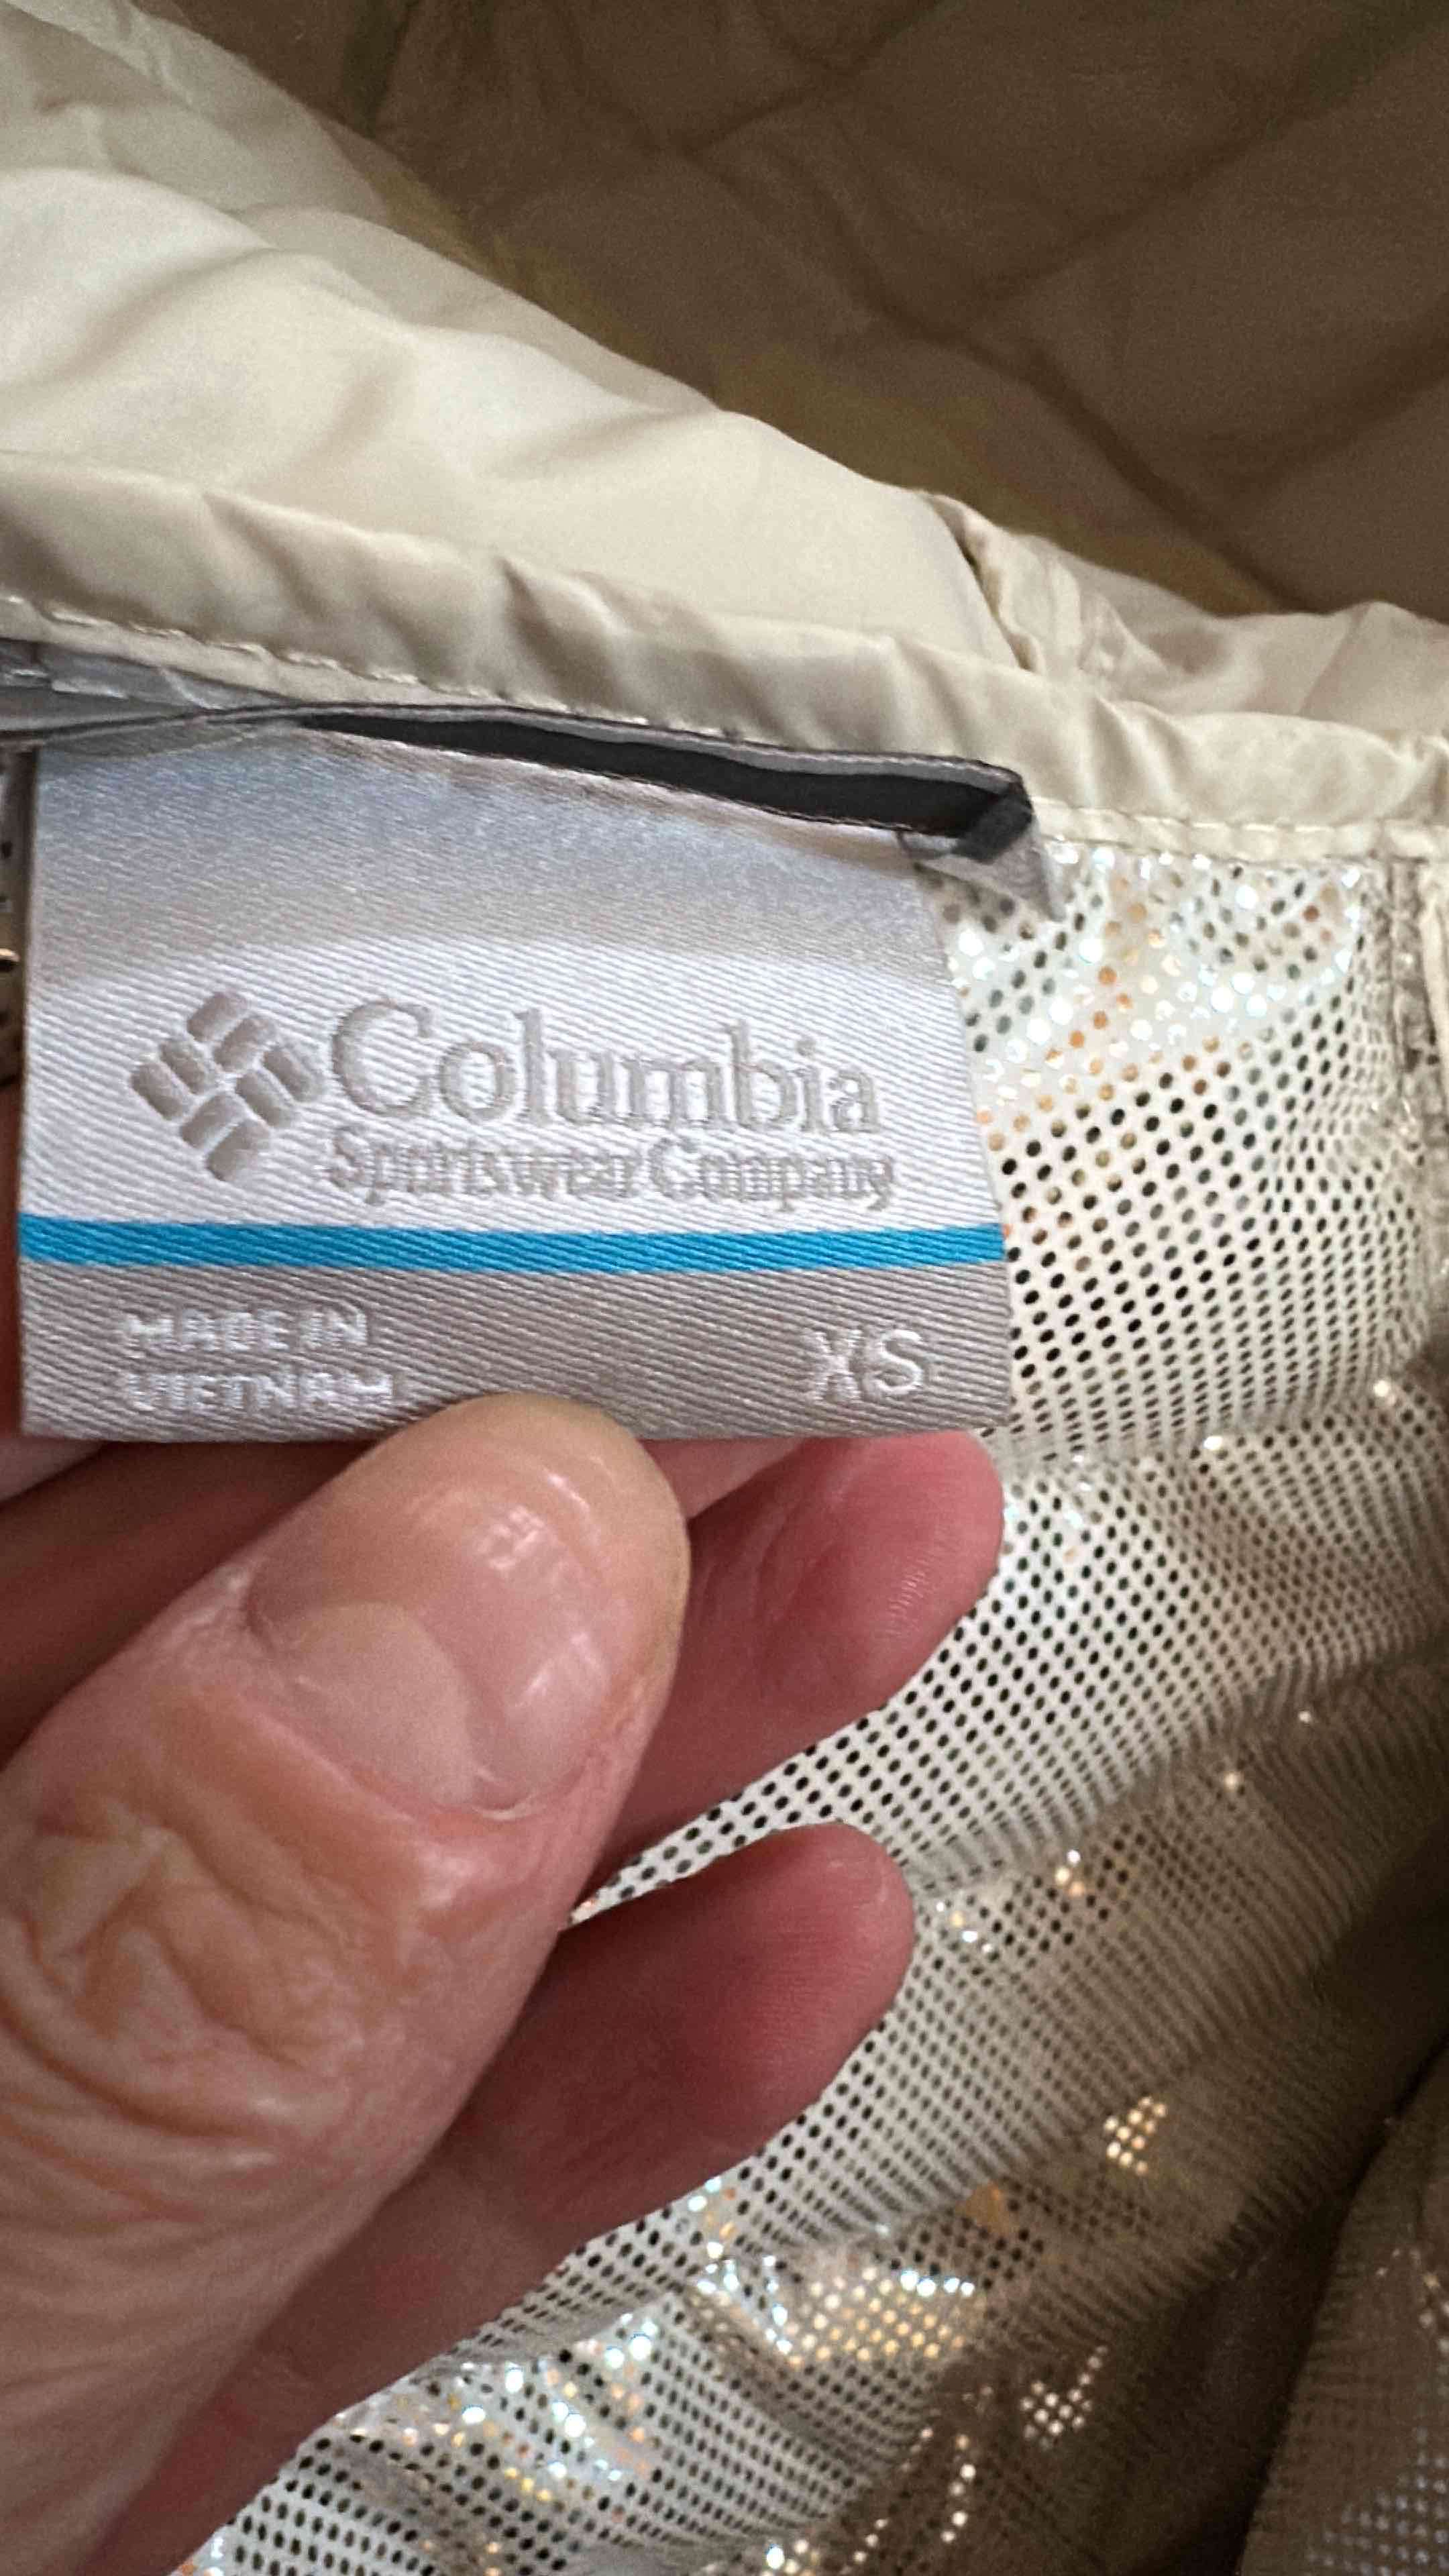 Columbia
Sportswear Company
MADE IN
VIETNAM
XS